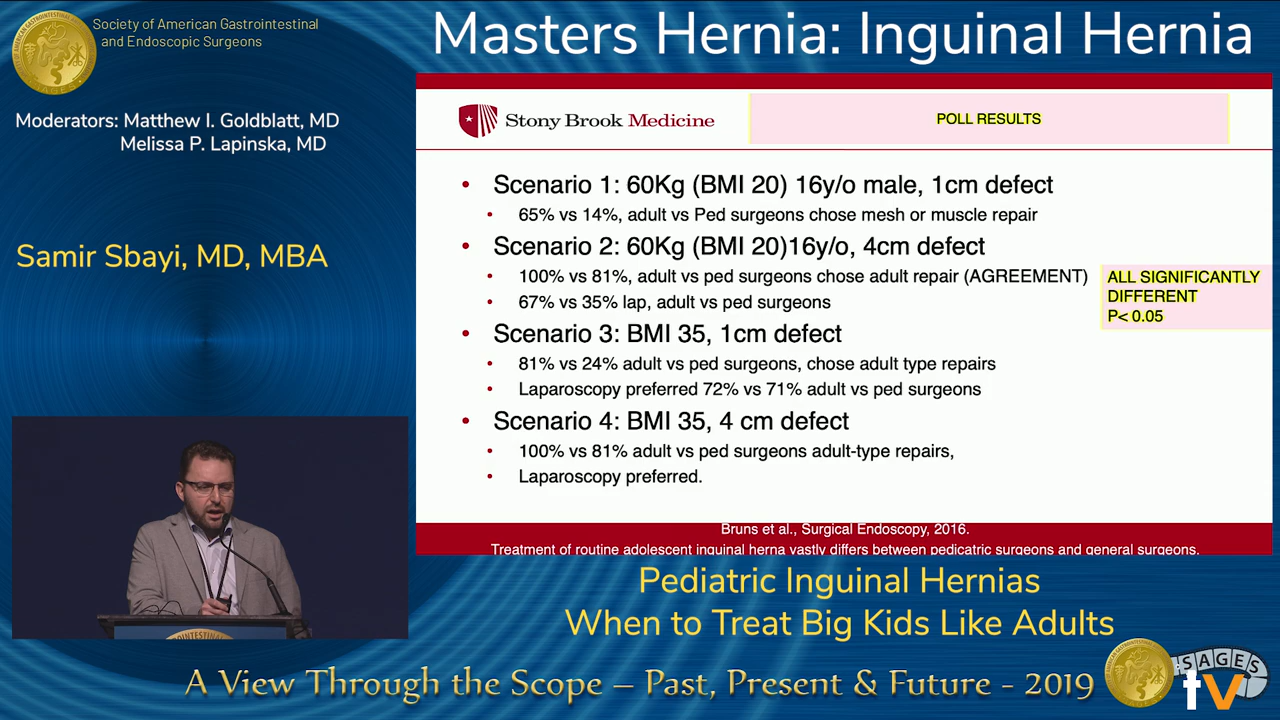 Society of American Gastrointestinal
and Endoscopic Surgeons
Masters Hernia: Inguinal Hernia
Moderators: Matthew I. Goldblatt, MD
Melissa P. Lapinska, MD
Samir Sbayi, MD, MBA
Stony Brook Medicine
POLL RESULTS
• Scenario 1: 60Kg (BMI 20) 16y/o male, 1cm defect
• 65% vs 14%, adult vs Ped surgeons chose mesh or muscle repair
• Scenario 2: 60Kg (BMI 20)16y/o, 4cm defect
• 100% vs 81%, adult vs ped surgeons chose adult repair (AGREEMENT)
• 67% vs 35% lap, adult vs ped surgeons
• Scenario 3: BMI 35, 1cm defect
• 81% vs 24% adult vs ped surgeons, chose adult type repairs
• Laparoscopy preferred 72% vs 71% adult vs ped surgeons
• Scenario 4: BMI 35, 4 cm defect
• 100% vs 81% adult vs ped surgeons adult-type repairs,
• Laparoscopy preferred.
ALL SIGNIFICANTLY
DIFFERENT
P< 0.05
Bruns et al., Surgical Endoscopy, 2016.
Treatment of routine adolescent inguinal herna vastly differs between pedicatric surgeons and general surgeons.
Pediatric Inguinal Hernias
When to Treat Big Kids Like Adults
A View Through the Scope – Past, Present & Future - 2019
SAGES
tv